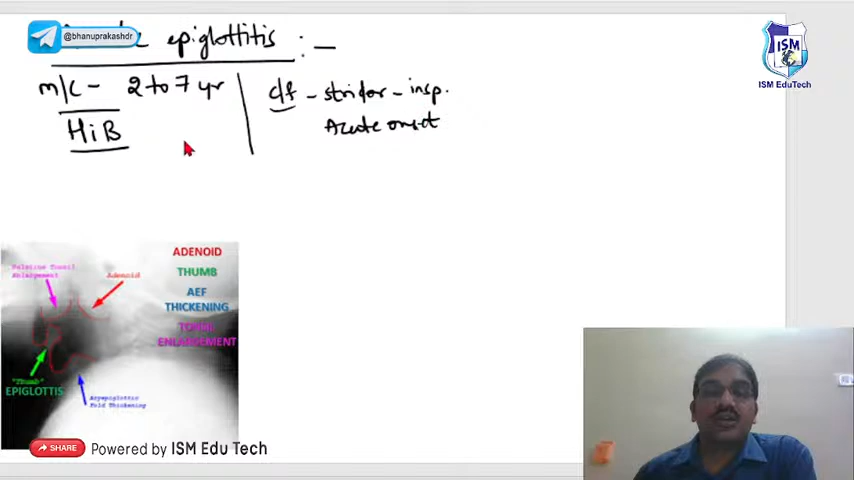 @bhanuprakashdr
epiglottitis :-
m/c - 2 to 7 yr
HiB
c/f - stridor - insp.
Acute onset
ISM
ISM EduTech
ADENOID
THUMB
AEF
THICKENING
TONSIL
ENLARGEMENT
Palatine Tonsil
Enlargement
Adenoid
"Thumb"
EPIGLOTTIS
Aryepiglottic
Fold Thickening
SHARE
Powered by ISM Edu Tech